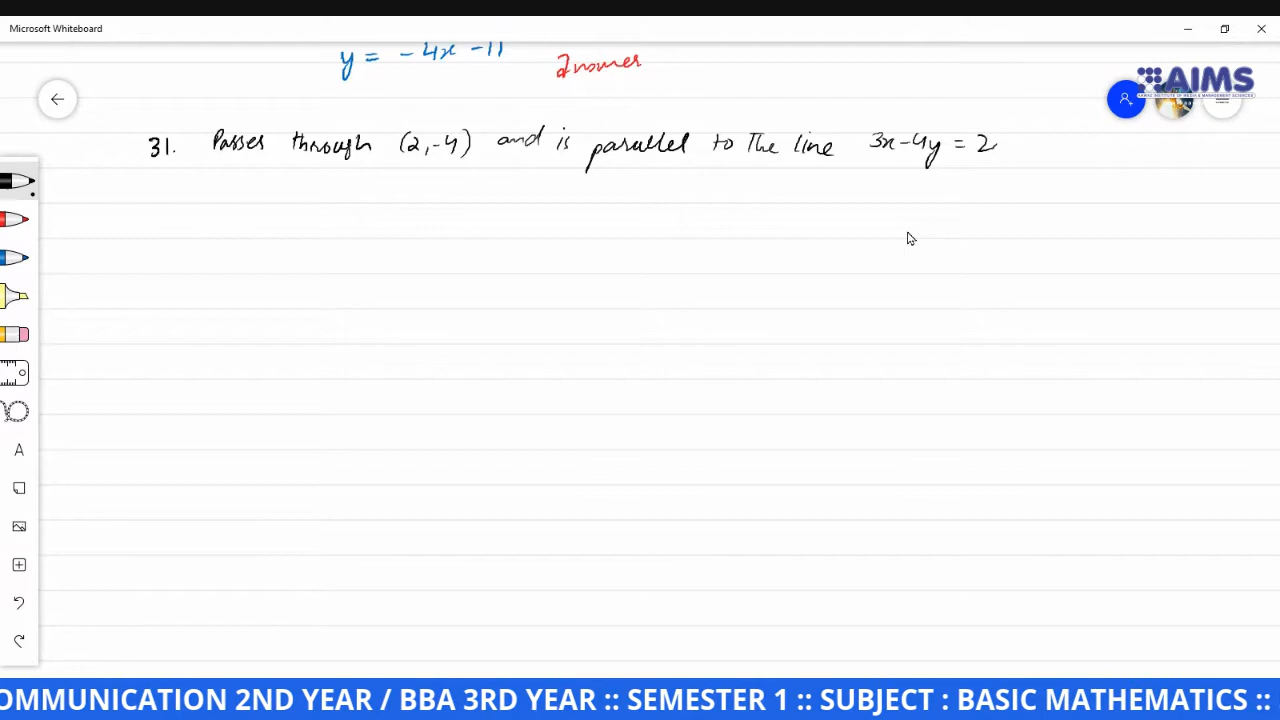 Microsoft Whiteboard
y = -4x -11
Answer
AIMS
31. Passes through (2,-4) and is parallel to the line 3x-4y = 2
A
OMMUNICATION 2ND YEAR / BBA 3RD YEAR :: SEMESTER 1 :: SUBJECT : BASIC MATHEMATICS ::